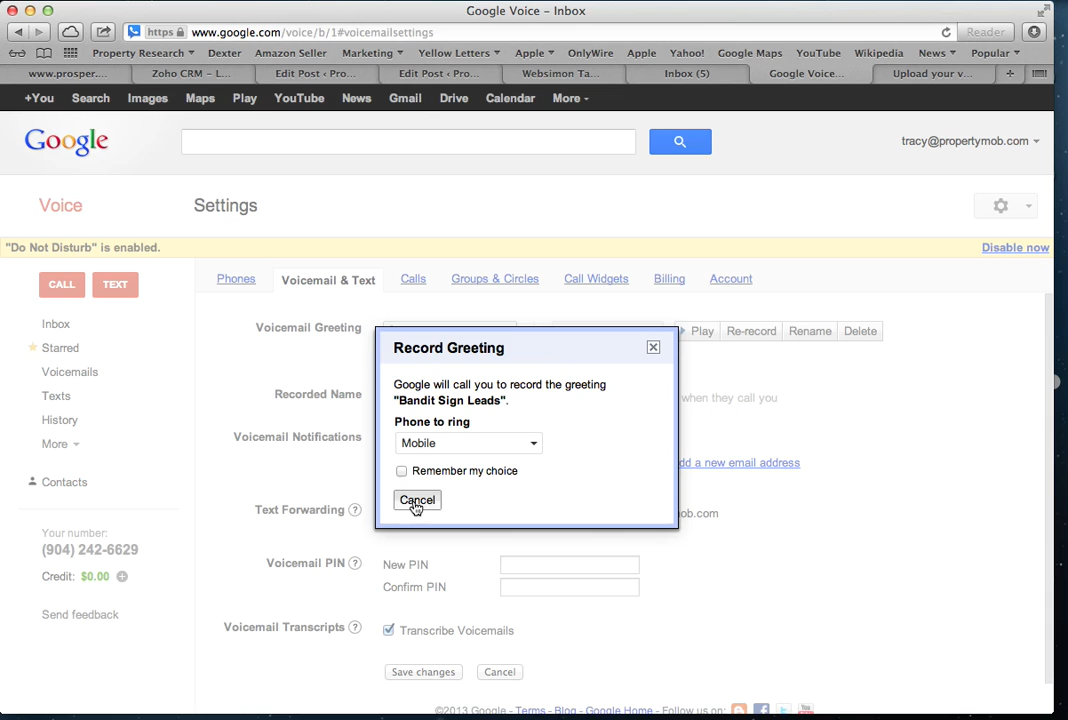 Google Voice - Inbox
https www.google.com/voice/b/1#voicemailsettings Reader
Property Research Dexter Amazon Seller Marketing Yellow Letters Apple OnlyWire Apple Yahoo! Google Maps YouTube Wikipedia News Popular
www.prosper.... Zoho CRM – L... Edit Post ‹ Pro... Edit Post ‹ Pro... Websimon Ta... Inbox (5) Google Voice... Upload your v... +
+You Search Images Maps Play YouTube News Gmail Drive Calendar More
Google tracy@propertymob.com
Voice Settings
"Do Not Disturb" is enabled. Disable now
CALL TEXT Phones Voicemail & Text Calls Groups & Circles Call Widgets Billing Account
Inbox
Starred
Voicemails
Texts
History
More
Contacts
Your number:
(904) 242-6629
Credit: $0.00
Send feedback
Voicemail Greeting Play Re-record Rename Delete
Recorded Name when they call you
Voicemail Notifications
dd a new email address
Text Forwarding ? ob.com
Voicemail PIN ? New PIN
Confirm PIN
Voicemail Transcripts ? Transcribe Voicemails
Save changes Cancel
Record Greeting
Google will call you to record the greeting
"Bandit Sign Leads".
Phone to ring
Mobile
Remember my choice
Cancel
©2013 Google - Terms - Blog - Google Home - Follow us on: